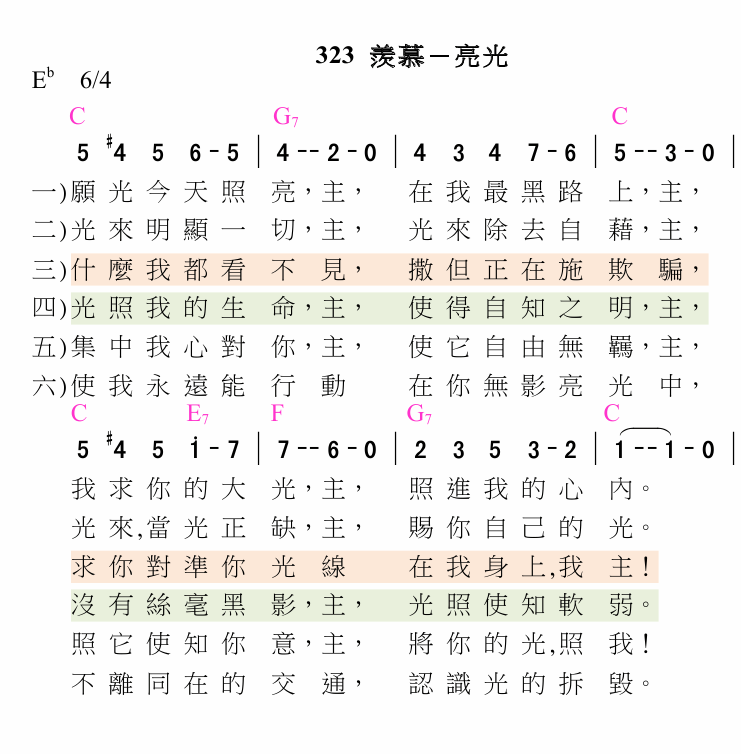 323 羨慕－亮光
E♭ 6/4
C G7 C
5 #4 5 6 - 5 | 4 - - 2 - 0 | 4 3 4 7 - 6 | 5 - - 3 - 0 |
一)願光今天照 亮，主， 在我最黑路 上，主，
二)光來明顯一 切，主， 光來除去自 藉，主，
三)什麼我都看 不見， 撒但正在施 欺騙，
四)光照我的生 命，主， 使得自知之 明，主，
五)集中我心對 你，主， 使它自由無 羈，主，
六)使我永遠能 行動 在你無影亮 光中，
C E7 F G7 C
5 #4 5 i̇ - 7 | 7 - - 6 - 0 | 2 3 5 3 - 2 | 1 - - 1 - 0 |
我求你的大 光，主， 照進我的心 內。
光來,當光正 缺，主， 賜你自己的 光。
求你對準你 光線 在我身上,我 主！
沒有絲毫黑 影，主， 光照使知軟 弱。
照它使知你 意，主， 將你的光,照 我！
不離同在的 交通， 認識光的拆 毀。